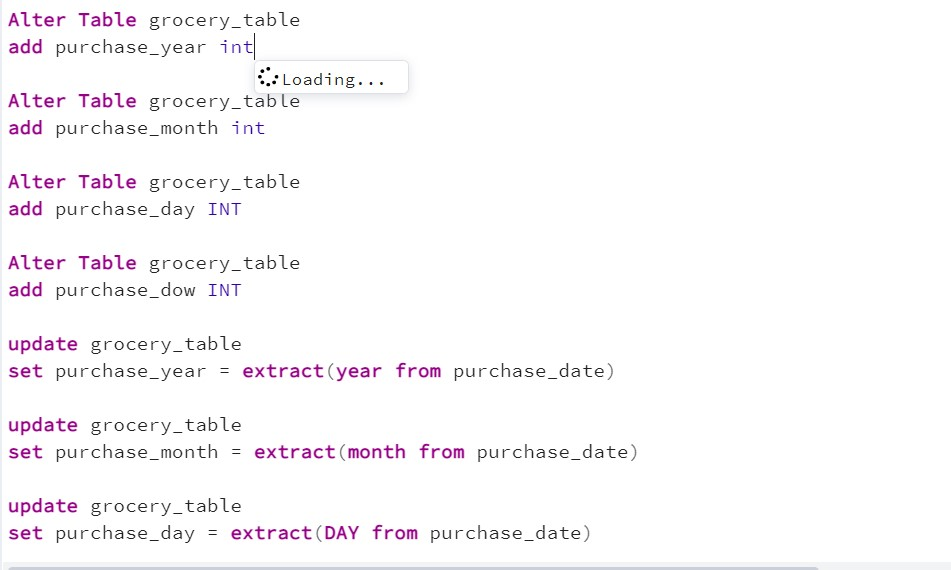 Alter Table grocery_table
add purchase_year int
Loading...
Alter Table grocery_table
add purchase_month int
Alter Table grocery_table
add purchase_day INT
Alter Table grocery_table
add purchase_dow INT
update grocery_table
set purchase_year = extract(year from purchase_date)
update grocery_table
set purchase_month = extract(month from purchase_date)
update grocery_table
set purchase_day = extract(DAY from purchase_date)